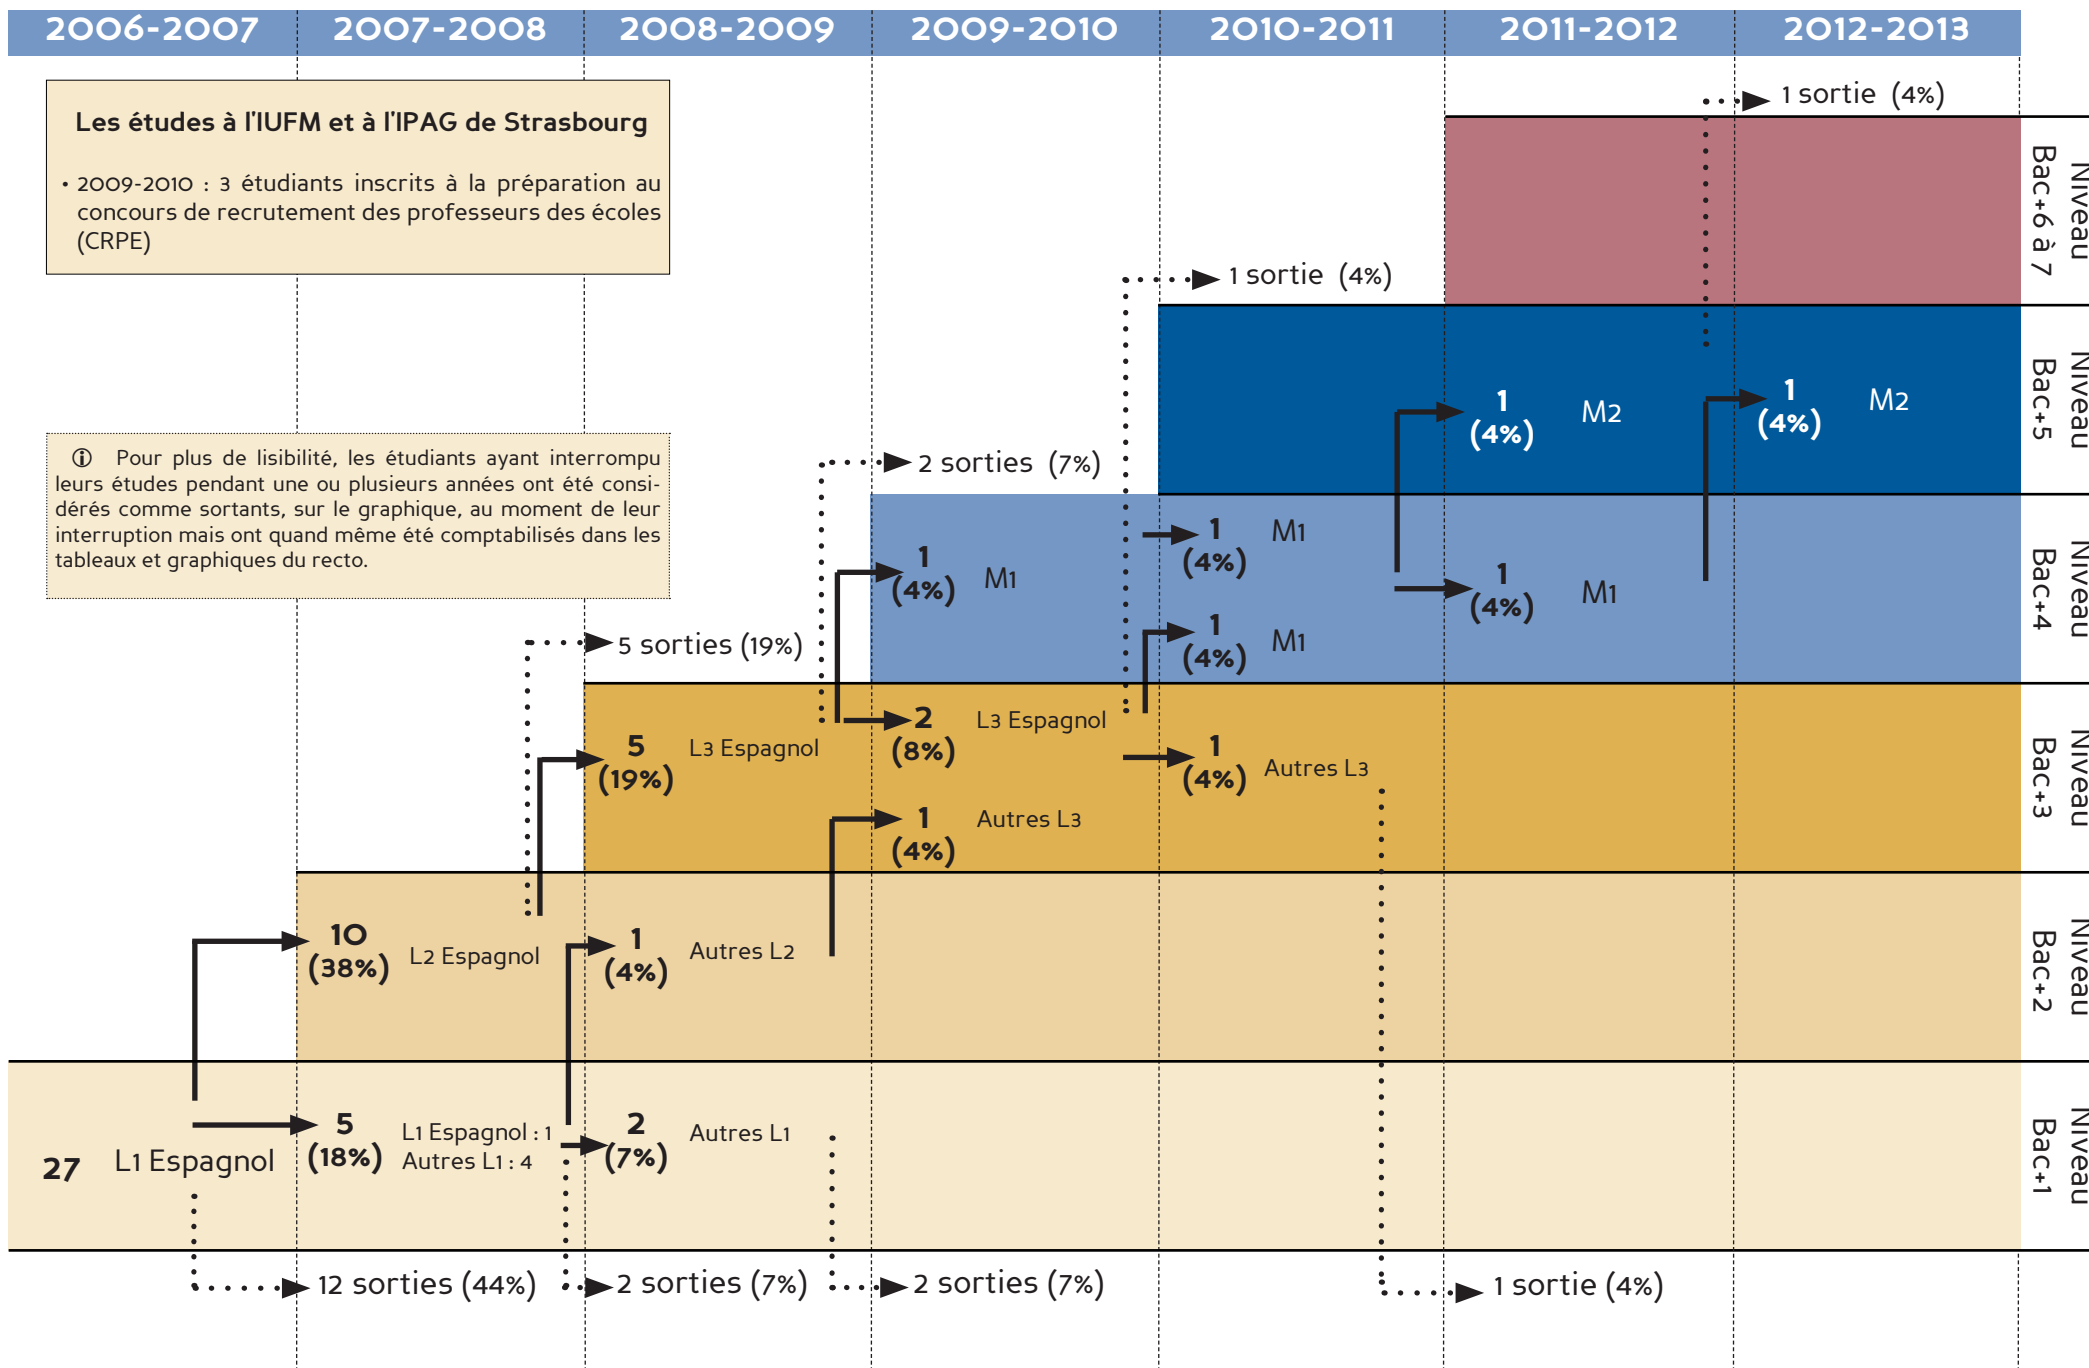 2006-2007 2007-2008 2008-2009 2009-2010 2010-2011 2011-2012 2012-2013
Les études à l'IUFM et à l'IPAG de Strasbourg
• 2009-2010 : 3 étudiants inscrits à la préparation au
concours de recrutement des professeurs des écoles
(CRPE)
1 sortie (4%)
Niveau
Bac+6 à 7
1 sortie (4%)
Niveau
Bac+5
1
(4%)
M2
1
(4%)
M2
ⓘ Pour plus de lisibilité, les étudiants ayant interrompu
leurs études pendant une ou plusieurs années ont été consi-
dérés comme sortants, sur le graphique, au moment de leur
interruption mais ont quand même été comptabilisés dans les
tableaux et graphiques du recto.
2 sorties (7%)
Niveau
Bac+4
1
(4%)
M1
1
(4%)
M1
1
(4%)
M1
1
(4%)
M1
5 sorties (19%)
Niveau
Bac+3
5
(19%)
L3 Espagnol
2
(8%)
L3 Espagnol
1
(4%)
Autres L3
1
(4%)
Autres L3
Niveau
Bac+2
10
(38%)
L2 Espagnol
1
(4%)
Autres L2
Niveau
Bac+1
27 L1 Espagnol
5
(18%)
L1 Espagnol : 1
Autres L1 : 4
2
(7%)
Autres L1
12 sorties (44%) 2 sorties (7%) 2 sorties (7%) 1 sortie (4%)